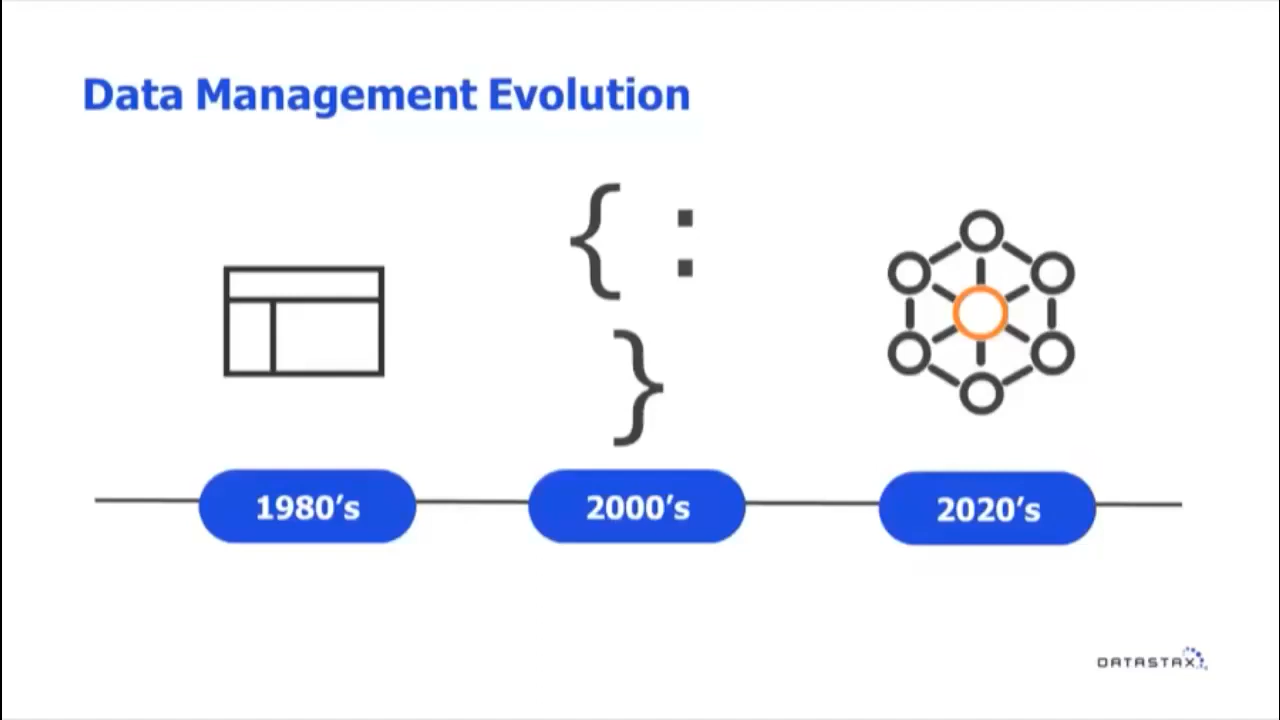 Data Management Evolution
{ :
}
1980's
2000's
2020's
DATASTAX